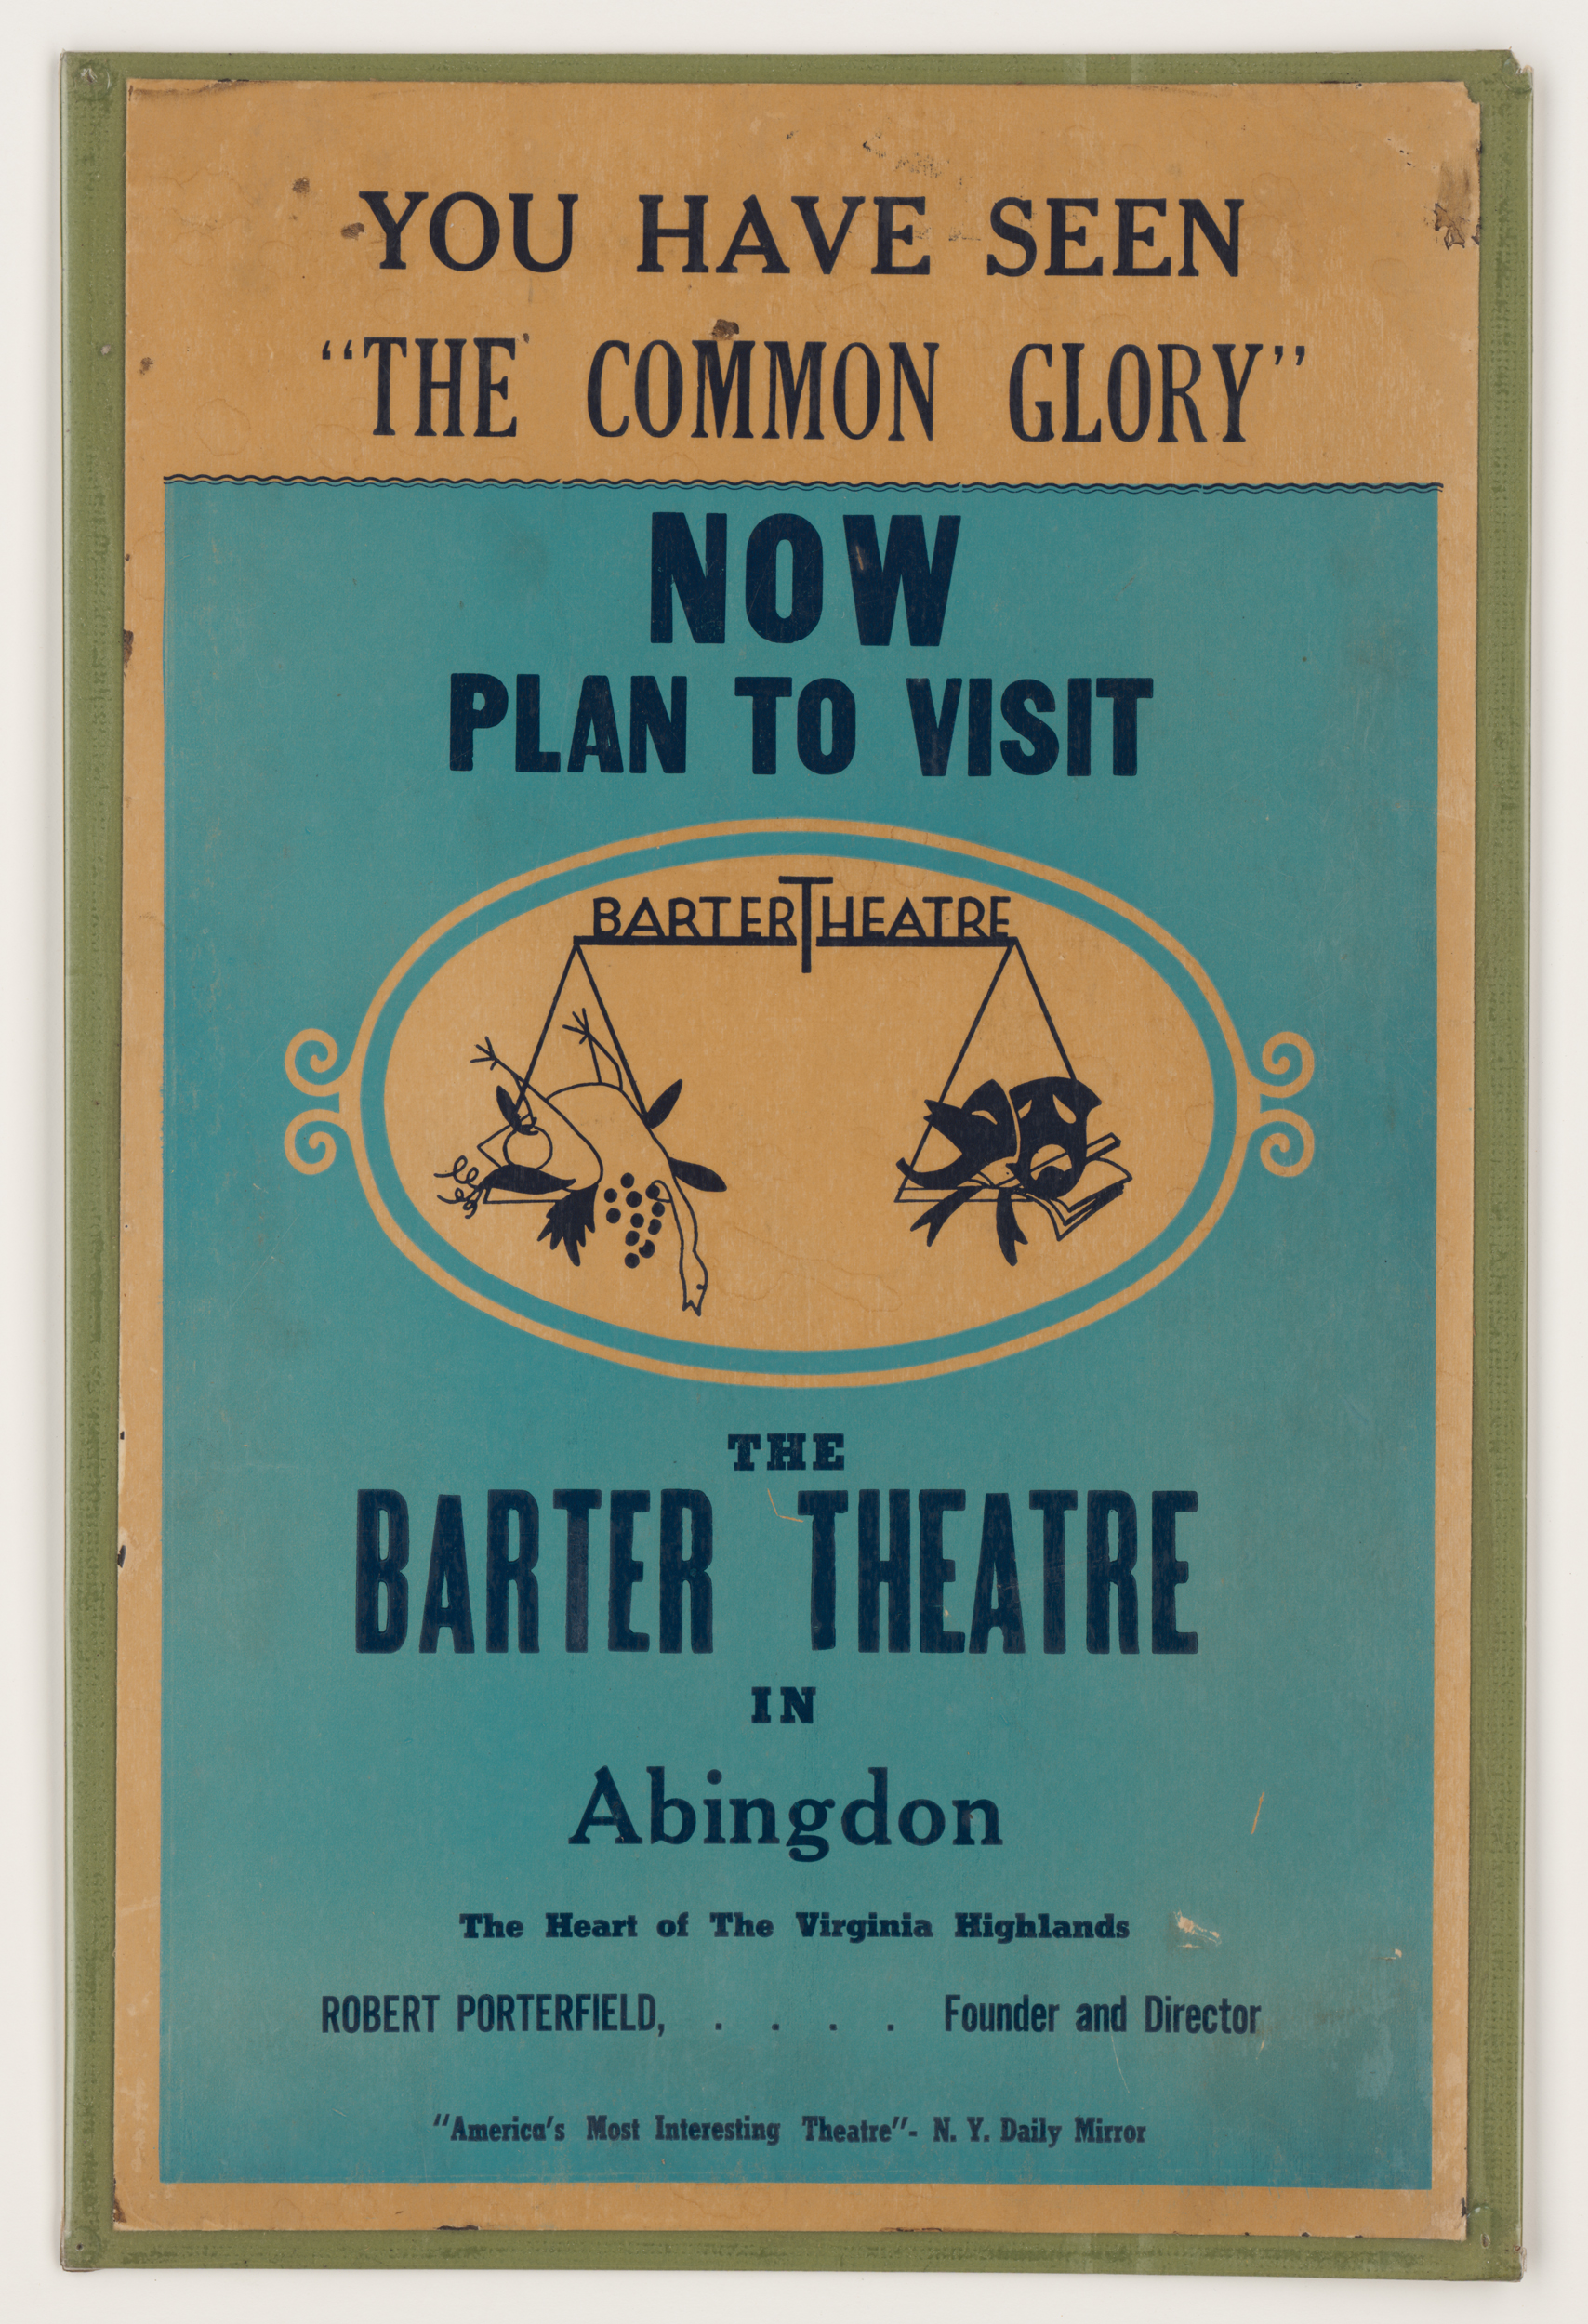 YOU HAVE SEEN
"THE COMMON GLORY"
NOW
PLAN TO VISIT
BARTER THEATRE
THE
BARTER THEATRE
IN
Abingdon
The Heart of The Virginia Highlands
ROBERT PORTERFIELD, . . . . Founder and Director
"America's Most Interesting Theatre"- N. Y. Daily Mirror